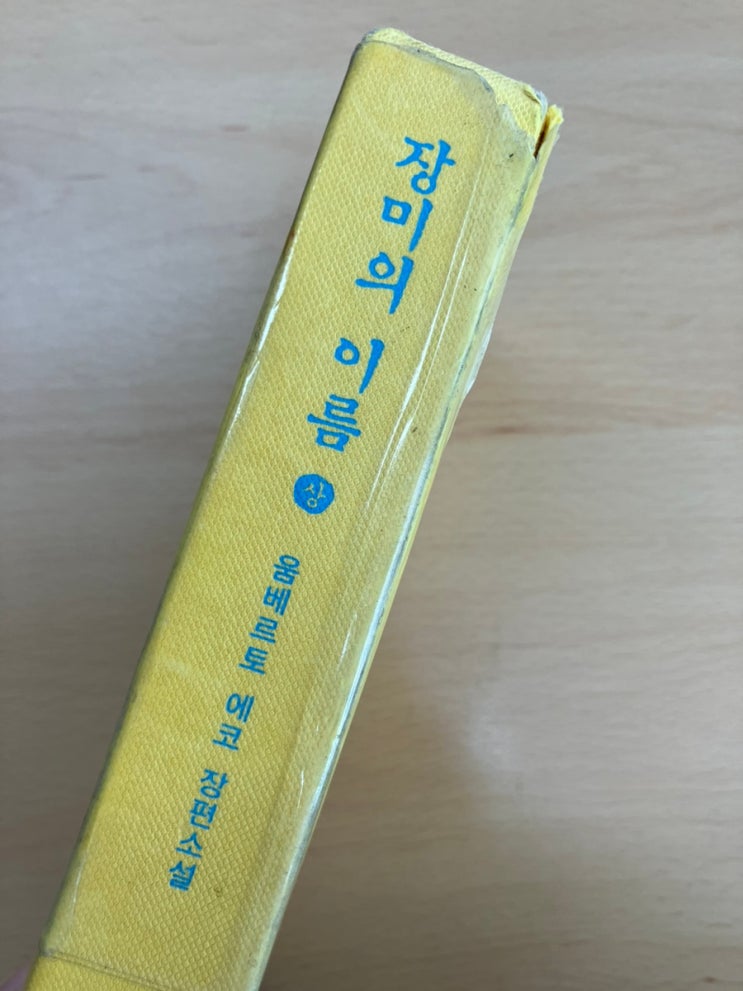 장미의 이름
상
움베르토 에코 장편소설